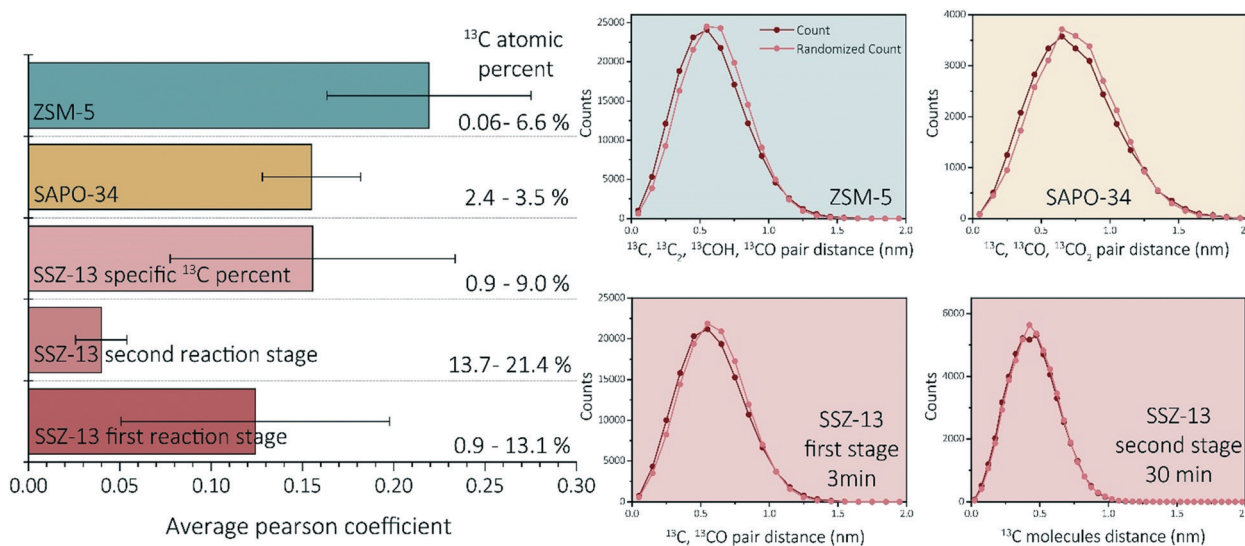 ¹³C atomic
percent
ZSM-5
0.06- 6.6 %
SAPO-34
2.4 - 3.5 %
SSZ-13 specific ¹³C percent
0.9 - 9.0 %
SSZ-13 second reaction stage
13.7- 21.4 %
SSZ-13 first reaction stage
0.9 - 13.1 %
0.00 0.05 0.10 0.15 0.20 0.25 0.30
Average pearson coefficient
25000
20000
15000
10000
5000
0
Counts
Count
Randomized Count
ZSM-5
0.0 0.5 1.0 1.5 2.0
¹³C, ¹³C₂, ¹³COH, ¹³CO pair distance (nm)
4000
3000
2000
1000
0
Counts
SAPO-34
0.0 0.5 1.0 1.5 2.
¹³C, ¹³CO, ¹³CO₂ pair distance (nm)
25000
20000
15000
10000
5000
0
Counts
SSZ-13
first stage
3min
0.0 0.5 1.0 1.5 2.0
¹³C, ¹³CO pair distance (nm)
6000
4000
2000
0
Counts
SSZ-13
second stage
30 min
0.0 0.5 1.0 1.5 2.0
¹³C molecules distance (nm)